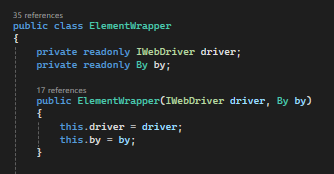 35 references
public class ElementWrapper
{
private readonly IWebDriver driver;
private readonly By by;
17 references
public ElementWrapper(IWebDriver driver, By by)
{
this.driver = driver;
this.by = by;
}